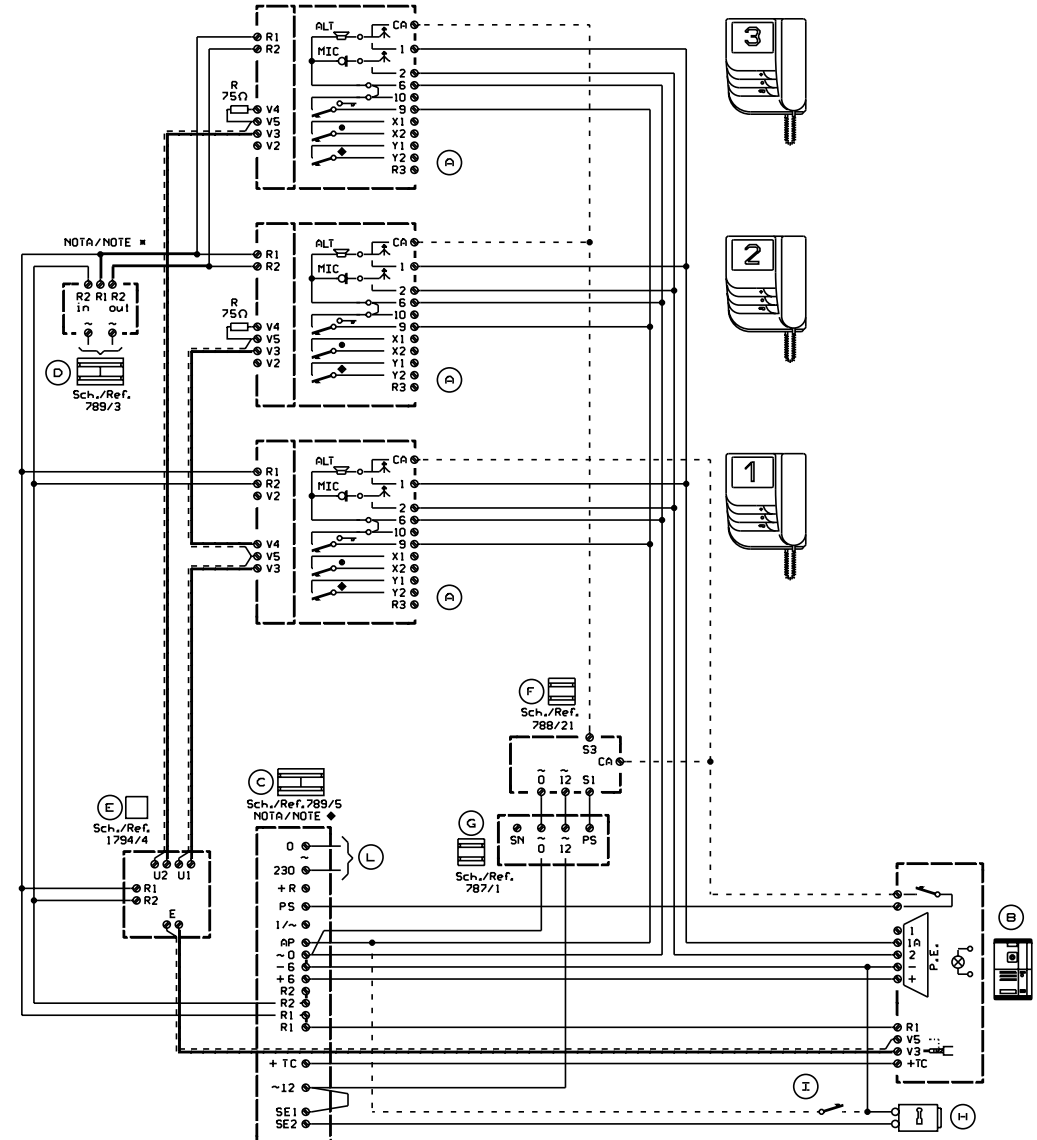 ALT
CA
R1
R2
MIC
1
2
6
10
9
R
75Ω
V4
V5
V3
V2
X1
X2
Y1
Y2
R3
A
3
NOTA/NOTE ¤
R2 R1 R2
in out
~ ~
D
Sch./Ref.
789/3
ALT
CA
R1
R2
MIC
1
2
6
10
9
R
75Ω
V4
V5
V3
V2
X1
X2
Y1
Y2
R3
A
2
ALT
CA
R1
R2
V2
MIC
1
2
6
10
9
V4
V5
V3
X1
X2
Y1
Y2
R3
A
1
F
Sch./Ref.
788/21
S3
CA
~ ~
0 12 S1
G
Sch./Ref.
787/1
SN ~ ~ PS
0 12
E
Sch./Ref.
1794/4
U2 U1
R1
R2
E
C
Sch./Ref.789/5
NOTA/NOTE ◆
0
~
230
L
+R
PS
1/~
AP
~0
-6
+6
R2
R2
R1
R1
+TC
~12
SE1
SE2
B
1
1A
2
-
+
P.E.
R1
V5
V3
+TC
I
H